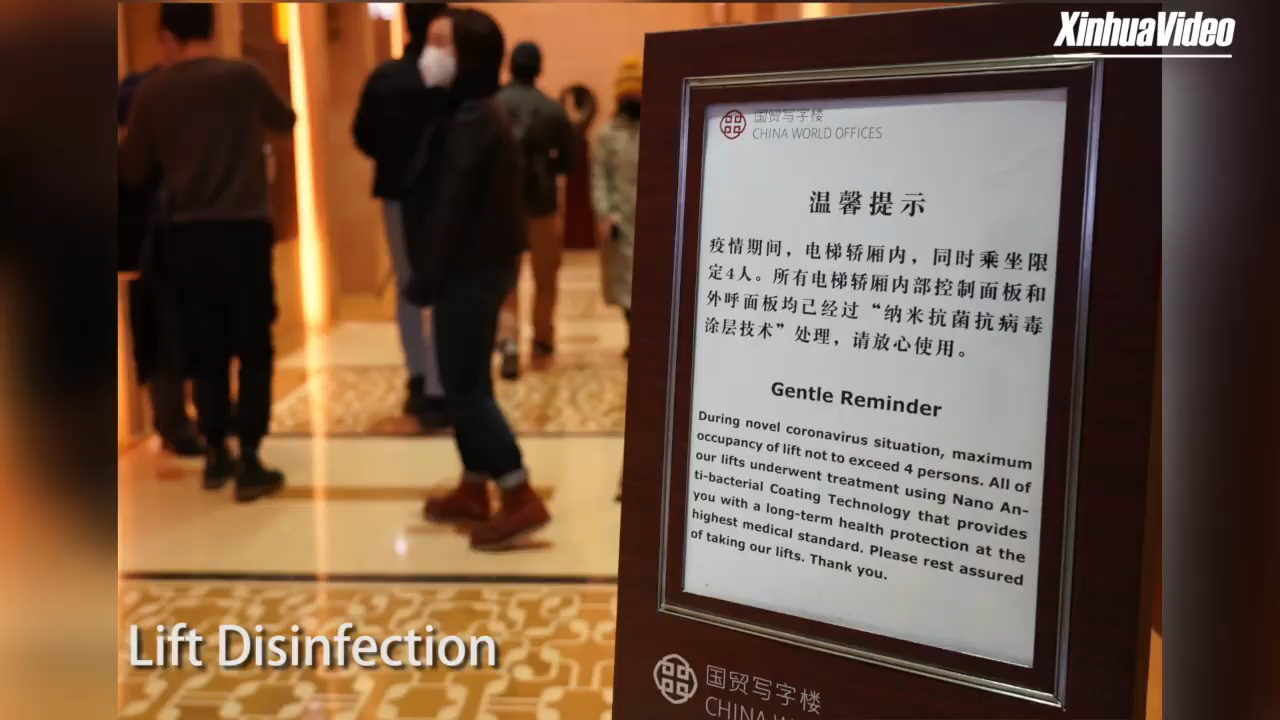 XinhuaVideo
国贸写字楼
CHINA WORLD OFFICES
温馨提示
疫情期间，电梯轿厢内，同时乘坐限
定4人。所有电梯轿厢内部控制面板和
外呼面板均已经过“纳米抗菌抗病毒
涂层技术”处理，请放心使用。
Gentle Reminder
During novel coronavirus situation, maximum
occupancy of lift not to exceed 4 persons. All of
our lifts underwent treatment using Nano An-
ti-bacterial Coating Technology that provides
you with a long-term health protection at the
highest medical standard. Please rest assured
of taking our lifts. Thank you.
Lift Disinfection
国贸写字楼
CHINA